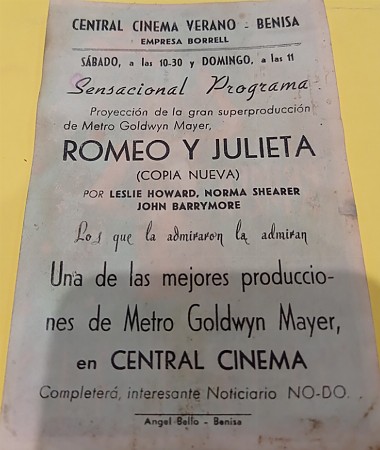 CENTRAL CINEMA VERANO - BENISA
EMPRESA BORRELL
SÁBADO, a las 10-30 y DOMINGO, a las 11
Sensacional Programa
Proyección de la gran superproducción
de Metro Goldwyn Mayer,
ROMEO Y JULIETA
(COPIA NUEVA)
POR LESLIE HOWARD, NORMA SHEARER
JOHN BARRYMORE
Los que la admiraron la admiran
Una de las mejores produccio-
nes de Metro Goldwyn Mayer,
en CENTRAL CINEMA
Completerá, interesante Noticiario NO-DO.
Angel Bello - Benisa